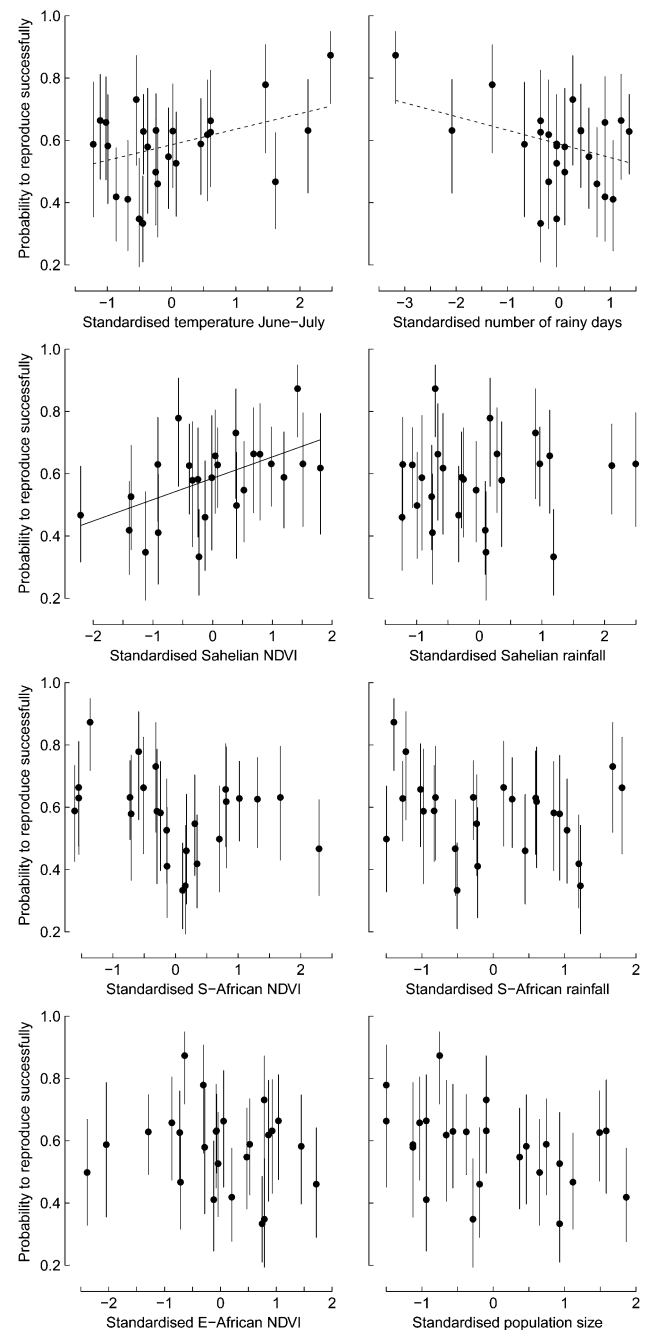 Probability to reproduce successfully
1.0
0.8
0.6
0.4
0.2
−1 0 1 2
Standardised temperature June−July
−3 −2 −1 0 1
Standardised number of rainy days
Probability to reproduce successfully
1.0
0.8
0.6
0.4
0.2
−2 −1 0 1 2
Standardised Sahelian NDVI
−1 0 1 2
Standardised Sahelian rainfall
Probability to reproduce successfully
1.0
0.8
0.6
0.4
0.2
−1 0 1 2
Standardised S−African NDVI
−1 0 1 2
Standardised S−African rainfall
Probability to reproduce successfully
1.0
0.8
0.6
0.4
0.2
−2 −1 0 1 2
Standardised E−African NDVI
−1 0 1 2
Standardised population size